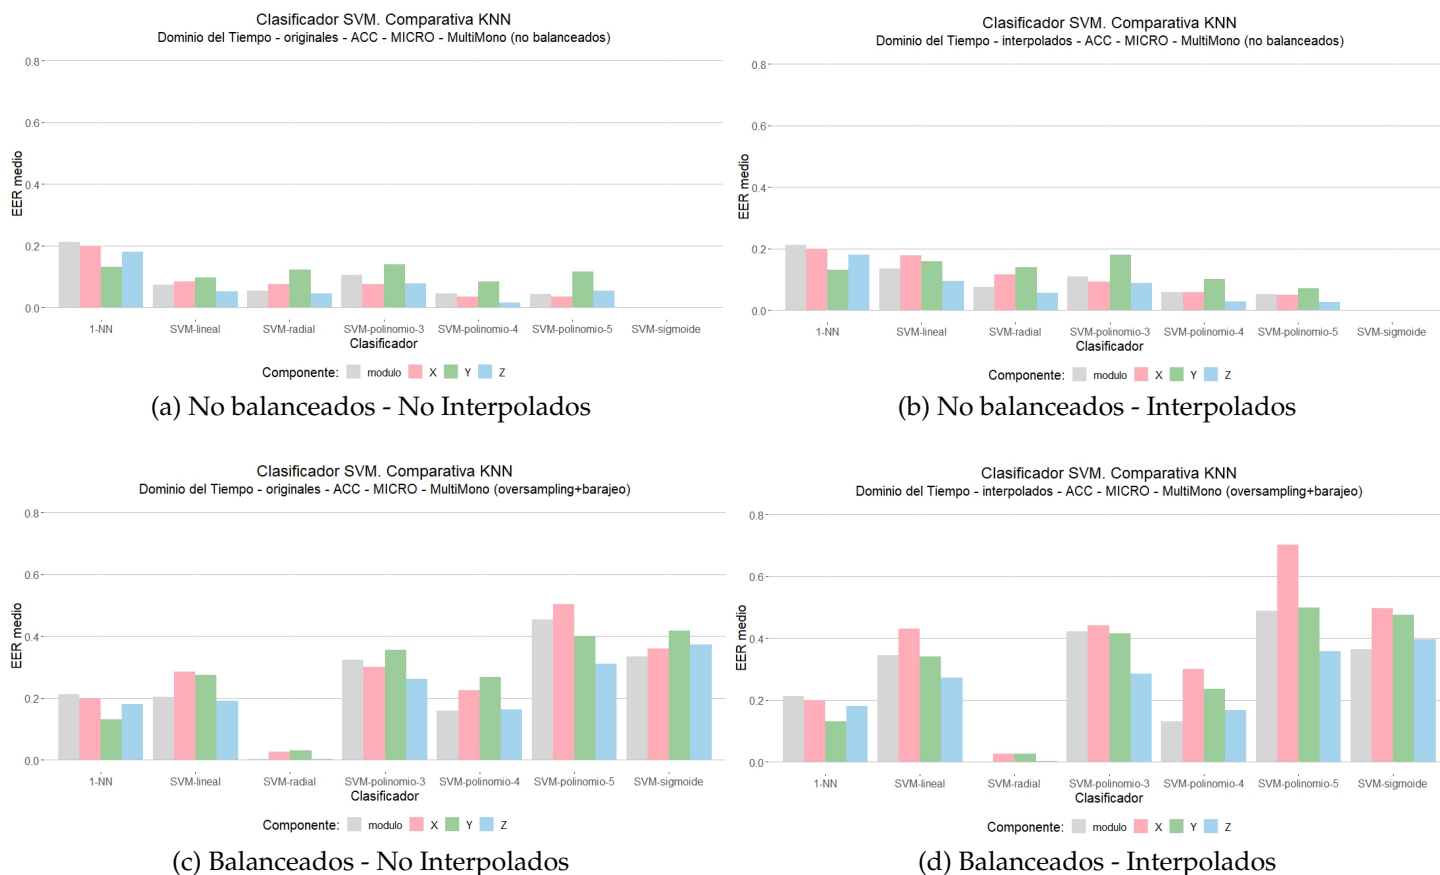 Clasificador SVM. Comparativa KNN
Dominio del Tiempo - originales - ACC - MICRO - MultiMono (no balanceados)
0.8
0.6
0.4
0.2
0.0
EER medio
1-NN SVM-lineal SVM-radial SVM-polinomio-3 SVM-polinomio-4 SVM-polinomio-5 SVM-sigmoide
Clasificador
Componente: modulo X Y Z
(a) No balanceados - No Interpolados
Clasificador SVM. Comparativa KNN
Dominio del Tiempo - interpolados - ACC - MICRO - MultiMono (no balanceados)
0.8
0.6
0.4
0.2
0.0
EER medio
1-NN SVM-lineal SVM-radial SVM-polinomio-3 SVM-polinomio-4 SVM-polinomio-5 SVM-sigmoide
Clasificador
Componente: modulo X Y Z
(b) No balanceados - Interpolados
Clasificador SVM. Comparativa KNN
Dominio del Tiempo - originales - ACC - MICRO - MultiMono (oversampling+barajeo)
0.8
0.6
0.4
0.2
0.0
EER medio
1-NN SVM-lineal SVM-radial SVM-polinomio-3 SVM-polinomio-4 SVM-polinomio-5 SVM-sigmoide
Clasificador
Componente: modulo X Y Z
(c) Balanceados - No Interpolados
Clasificador SVM. Comparativa KNN
Dominio del Tiempo - interpolados - ACC - MICRO - MultiMono (oversampling+barajeo)
0.8
0.6
0.4
0.2
0.0
EER medio
1-NN SVM-lineal SVM-radial SVM-polinomio-3 SVM-polinomio-4 SVM-polinomio-5 SVM-sigmoide
Clasificador
Componente: modulo X Y Z
(d) Balanceados - Interpolados